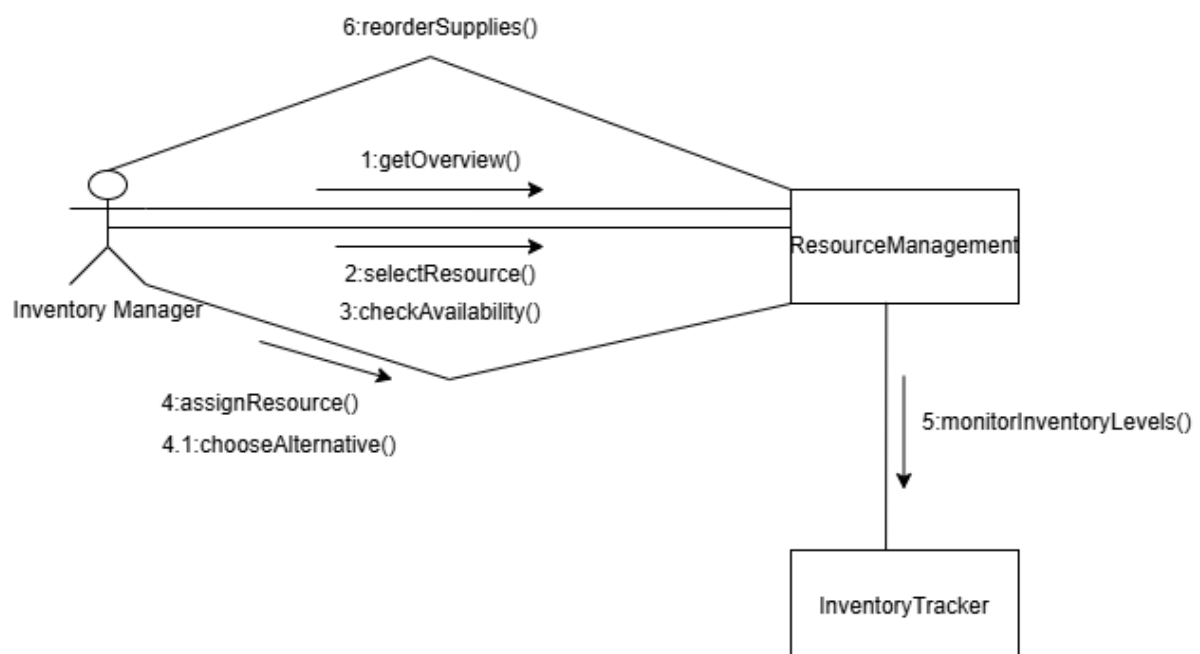 6:reorderSupplies()
1:getOverview()
ResourceManagement
2:selectResource()
Inventory Manager
3:checkAvailability()
4:assignResource()
5:monitorInventoryLevels()
4.1:chooseAlternative()
InventoryTracker